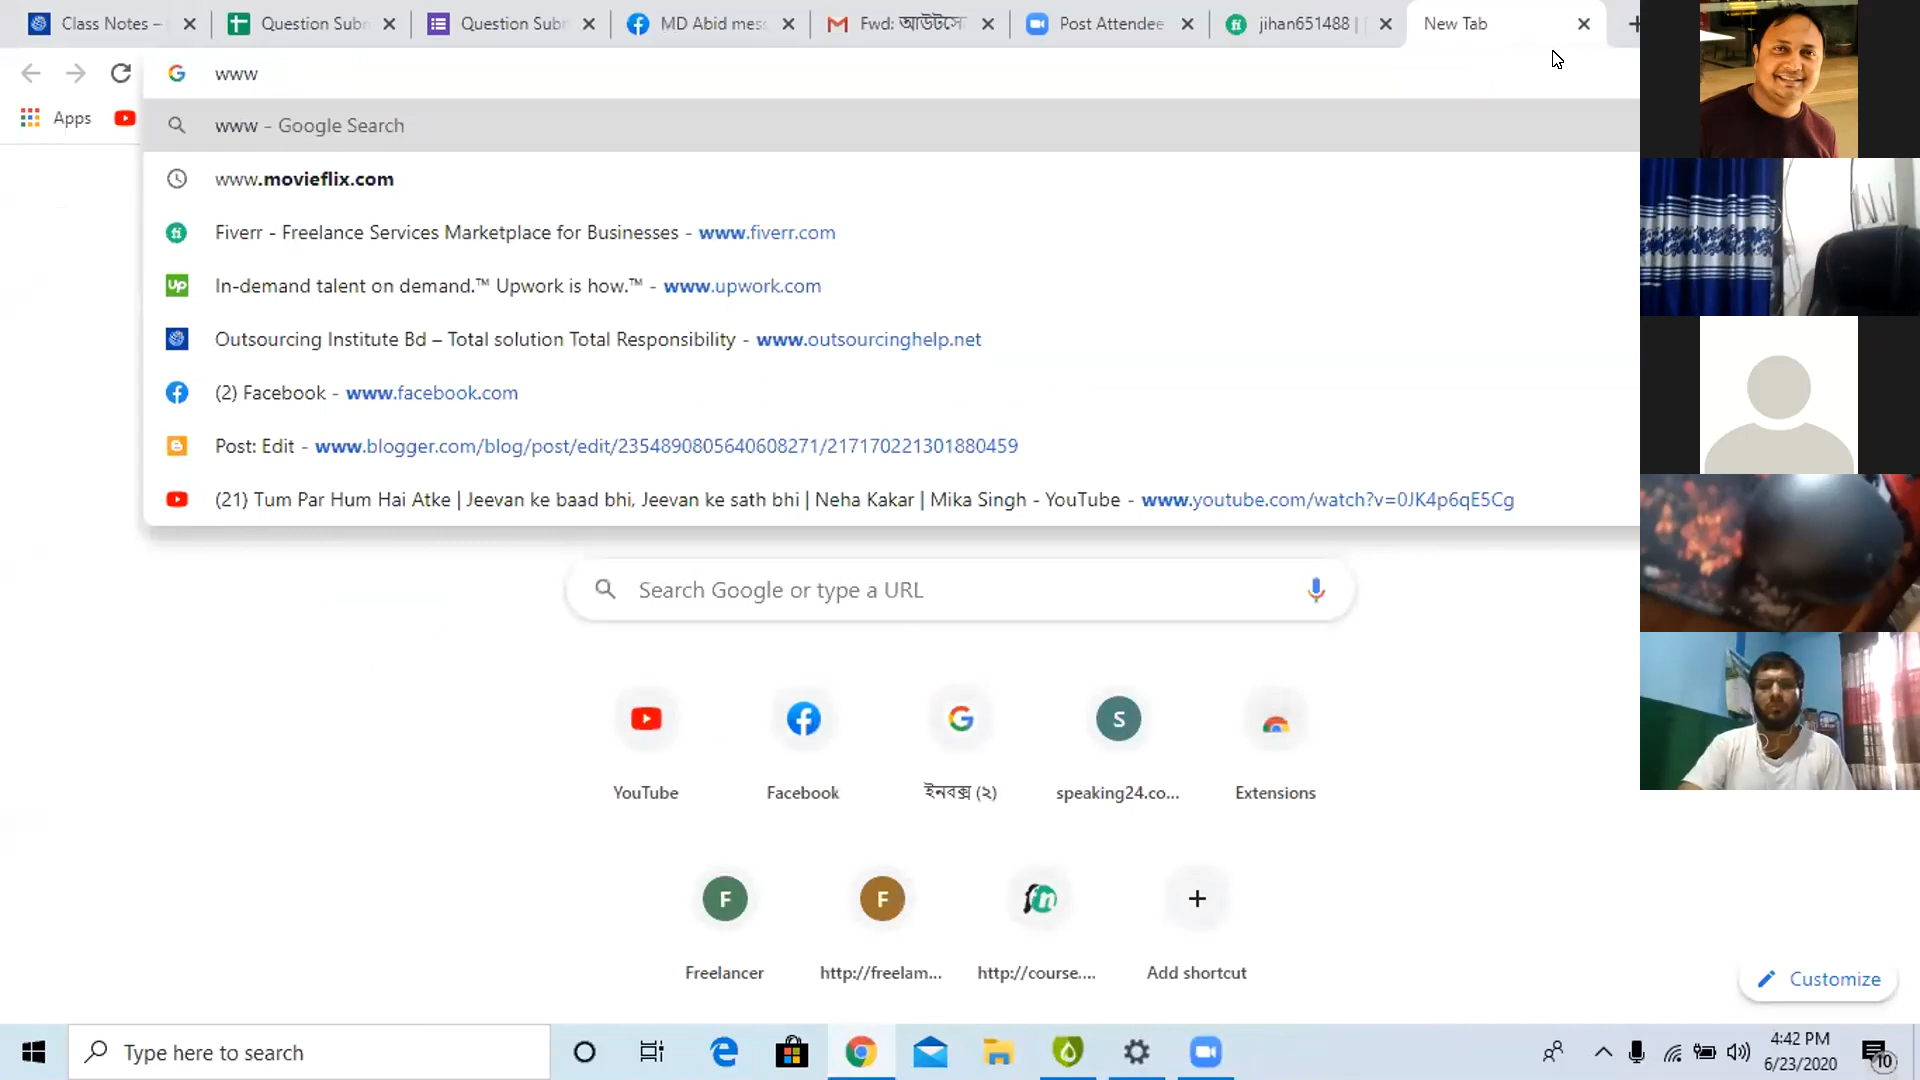 Class Notes –
Question Subm
Question Subm
MD Abid mess
Fwd: আউটসো
Post Attendee
jihan651488 |
New Tab
www
Apps
www - Google Search
www.movieflix.com
Fiverr - Freelance Services Marketplace for Businesses - www.fiverr.com
up In-demand talent on demand.™ Upwork is how.™ - www.upwork.com
Outsourcing Institute Bd – Total solution Total Responsibility - www.outsourcinghelp.net
(2) Facebook - www.facebook.com
Post: Edit - www.blogger.com/blog/post/edit/2354890805640608271/217170221301880459
(21) Tum Par Hum Hai Atke | Jeevan ke baad bhi, Jeevan ke sath bhi | Neha Kakar | Mika Singh - YouTube - www.youtube.com/watch?v=0JK4p6qE5Cg
Search Google or type a URL
S
YouTube
Facebook
ইনবক্স (২)
speaking24.co...
Extensions
F
F
fn
Freelancer
http://freelam...
http://course....
Add shortcut
Customize
Type here to search
4:42 PM
6/23/2020
10